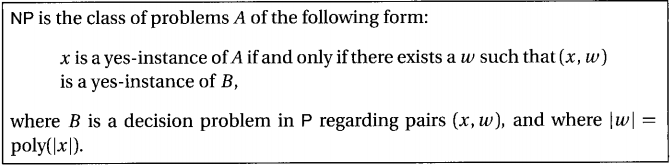 NP is the class of problems A of the following form:
x is a yes-instance of A if and only if there exists a w such that (x, w)
is a yes-instance of B,
where B is a decision problem in P regarding pairs (x, w), and where |w| =
poly(|x|).